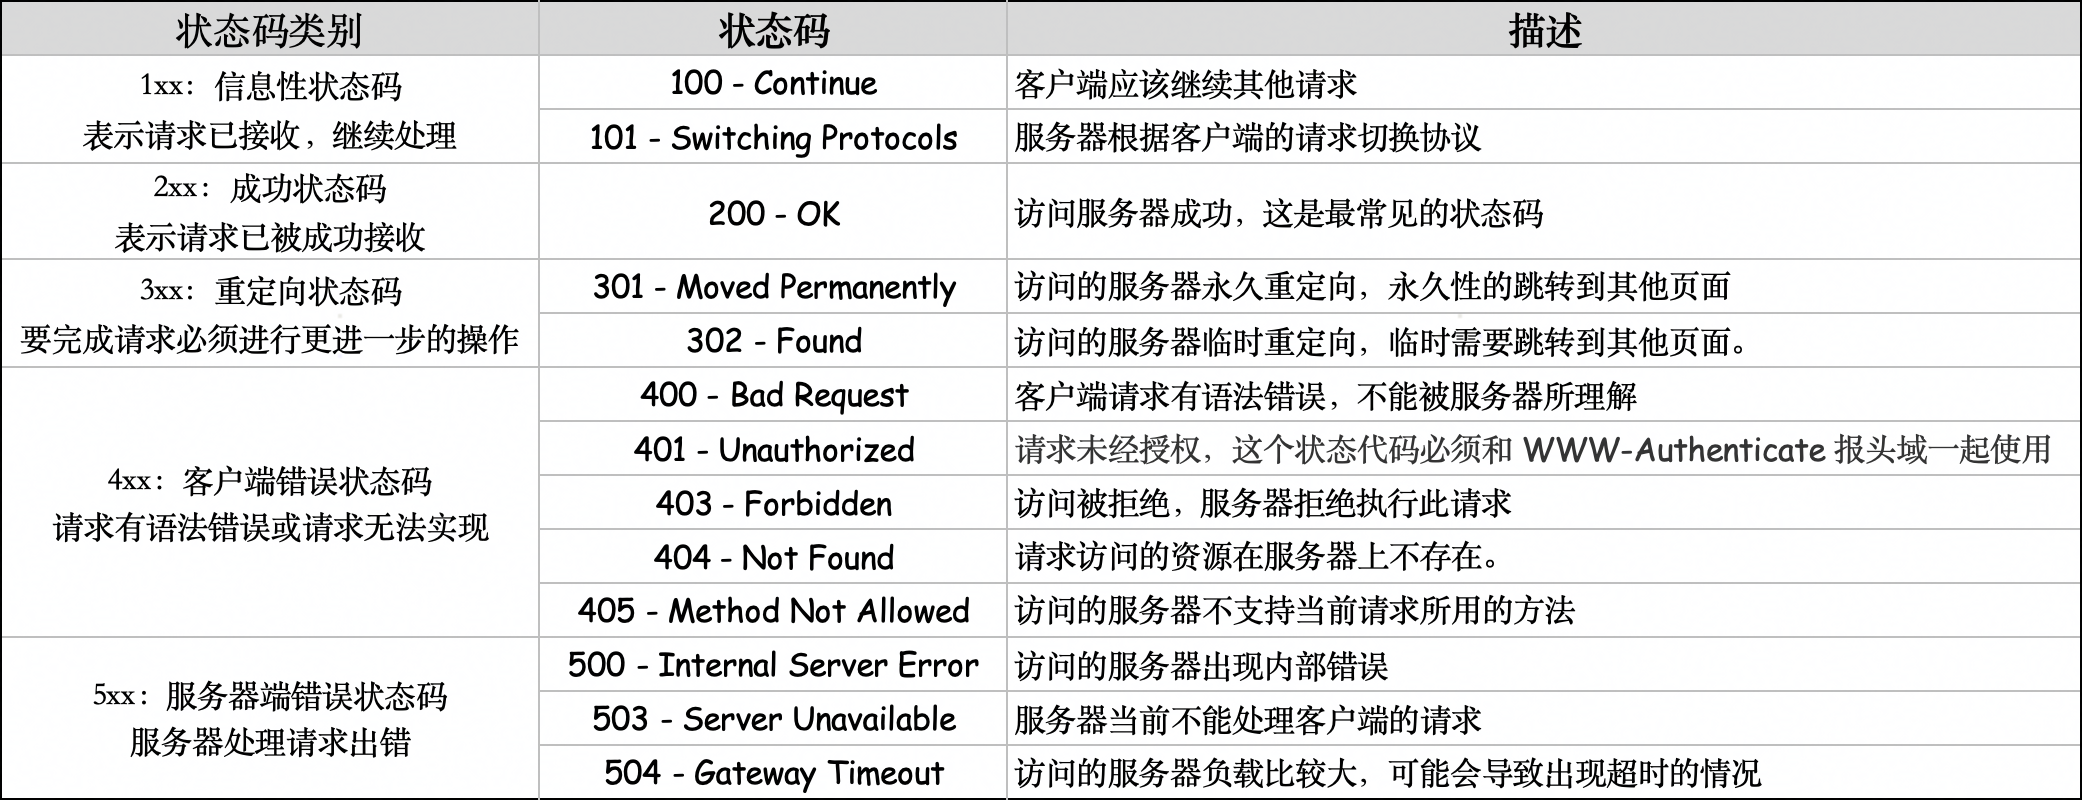 状态码类别
状态码
描述
1xx：信息性状态码
表示请求已接收，继续处理
100 - Continue
客户端应该继续其他请求
101 - Switching Protocols
服务器根据客户端的请求切换协议
2xx：成功状态码
表示请求已被成功接收
200 - OK
访问服务器成功，这是最常见的状态码
3xx：重定向状态码
要完成请求必须进行更进一步的操作
301 - Moved Permanently
访问的服务器永久重定向，永久性的跳转到其他页面
302 - Found
访问的服务器临时重定向，临时需要跳转到其他页面。
4xx：客户端错误状态码
请求有语法错误或请求无法实现
400 - Bad Request
客户端请求有语法错误，不能被服务器所理解
401 - Unauthorized
请求未经授权，这个状态代码必须和 WWW-Authenticate 报头域一起使用
403 - Forbidden
访问被拒绝，服务器拒绝执行此请求
404 - Not Found
请求访问的资源在服务器上不存在。
405 - Method Not Allowed
访问的服务器不支持当前请求所用的方法
5xx：服务器端错误状态码
服务器处理请求出错
500 - Internal Server Error
访问的服务器出现内部错误
503 - Server Unavailable
服务器当前不能处理客户端的请求
504 - Gateway Timeout
访问的服务器负载比较大，可能会导致出现超时的情况